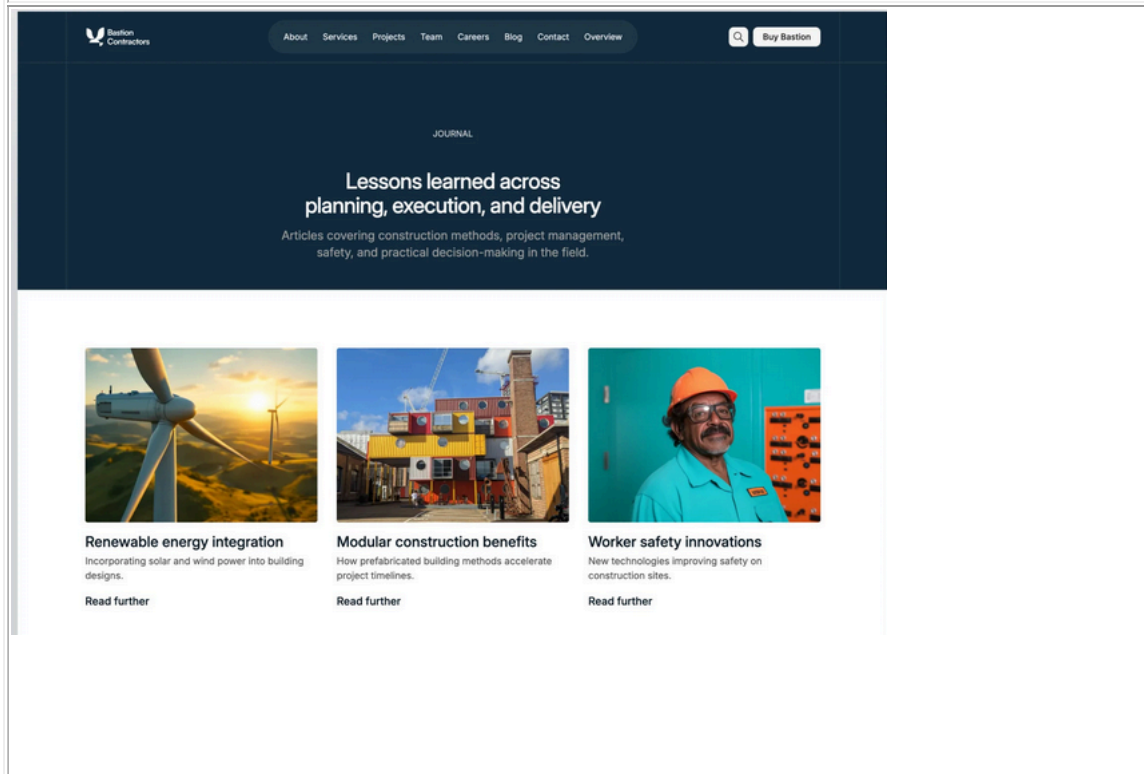 Bastion
Contractors
About Services Projects Team Careers Blog Contact Overview
Buy Bastion
JOURNAL
Lessons learned across
planning, execution, and delivery
Articles covering construction methods, project management,
safety, and practical decision-making in the field.
Renewable energy integration
Incorporating solar and wind power into building
designs.
Read further
Modular construction benefits
How prefabricated building methods accelerate
project timelines.
Read further
Worker safety innovations
New technologies improving safety on
construction sites.
Read further